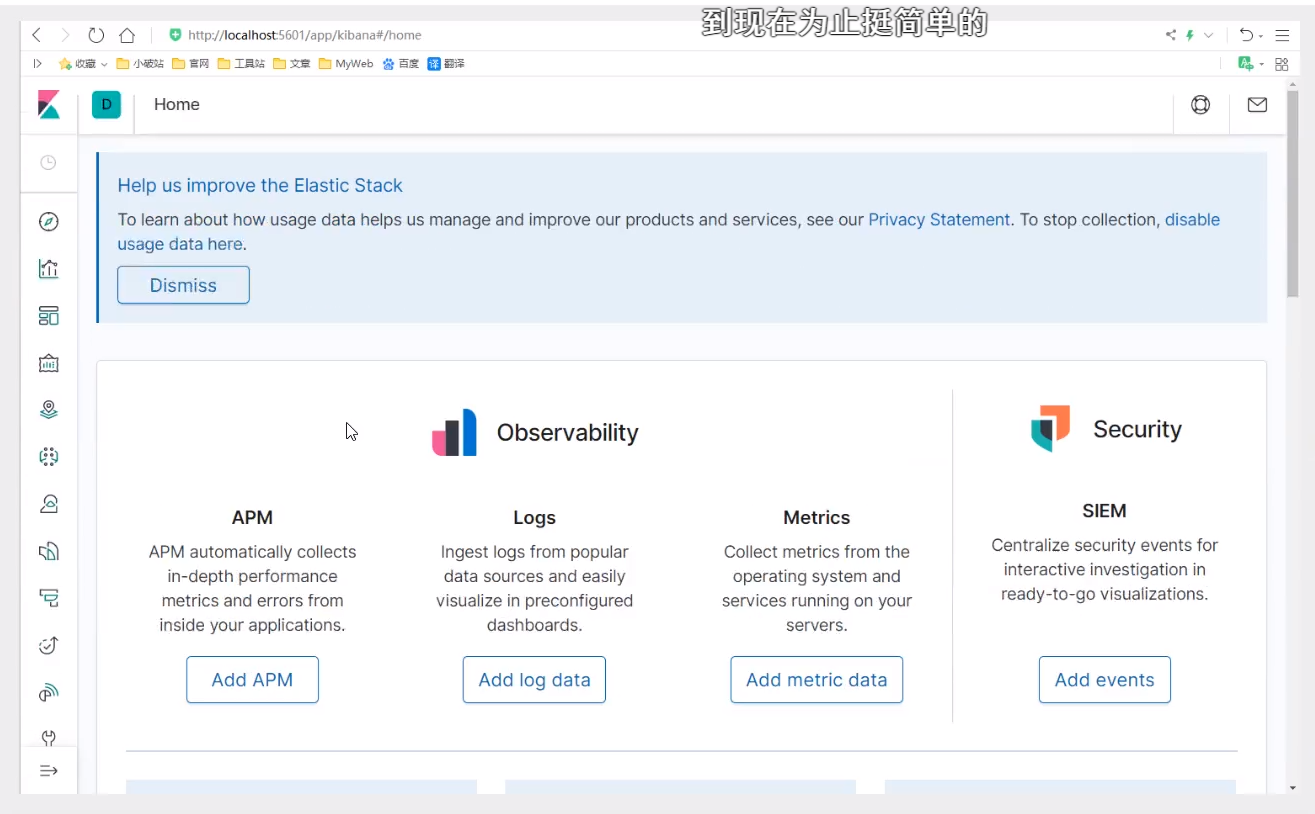 到现在为止挺简单的
http://localhost:5601/app/kibana#/home
收藏 小破站 官网 工具站 文章 MyWeb 百度 译 翻译
D Home
Help us improve the Elastic Stack
To learn about how usage data helps us manage and improve our products and services, see our Privacy Statement. To stop collection, disable
usage data here.
Dismiss
Observability
Security
APM
APM automatically collects
in-depth performance
metrics and errors from
inside your applications.
Add APM
Logs
Ingest logs from popular
data sources and easily
visualize in preconfigured
dashboards.
Add log data
Metrics
Collect metrics from the
operating system and
services running on your
servers.
Add metric data
SIEM
Centralize security events for
interactive investigation in
ready-to-go visualizations.
Add events